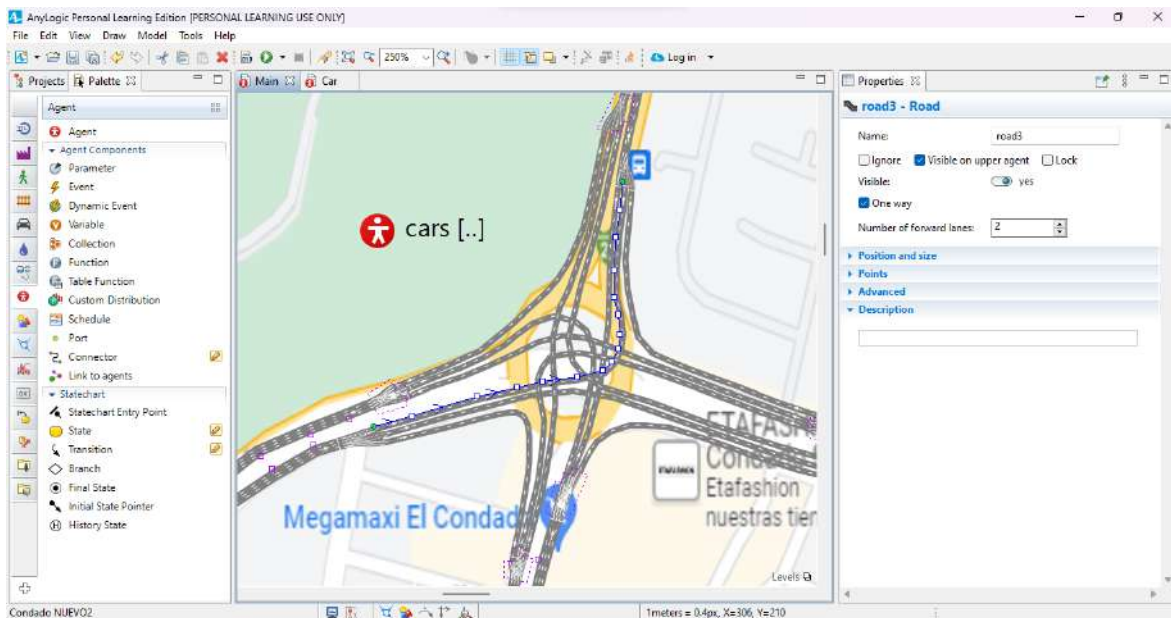 AnyLogic Personal Learning Edition [PERSONAL LEARNING USE ONLY]
File Edit View Draw Model Tools Help
250%
Log in
Projects Palette
Main Car
Properties
Agent
Agent
Agent Components
Parameter
Event
Dynamic Event
Variable
Collection
Function
Table Function
Custom Distribution
Schedule
Port
Connector
Link to agents
Statechart
Statechart Entry Point
State
Transition
Branch
Final State
Initial State Pointer
History State
cars [..]
ETAFASH
Conda
Etafashion
nuestras tien
Megamaxi El Condad
Levels
road3 - Road
Name: road3
Ignore Visible on upper agent Lock
Visible: yes
One way
Number of forward lanes: 2
Position and size
Points
Advanced
Description
Condado NUEVO2
1meters = 0.4px, X=306, Y=210